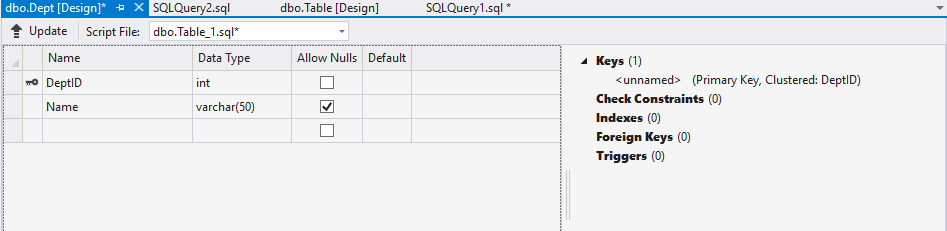 dbo.Dept [Design]* SQLQuery2.sql dbo.Table [Design] SQLQuery1.sql *
Update Script File: dbo.Table_1.sql*
Name Data Type Allow Nulls Default
DeptID int
Name varchar(50)
Keys (1)
<unnamed> (Primary Key, Clustered: DeptID)
Check Constraints (0)
Indexes (0)
Foreign Keys (0)
Triggers (0)